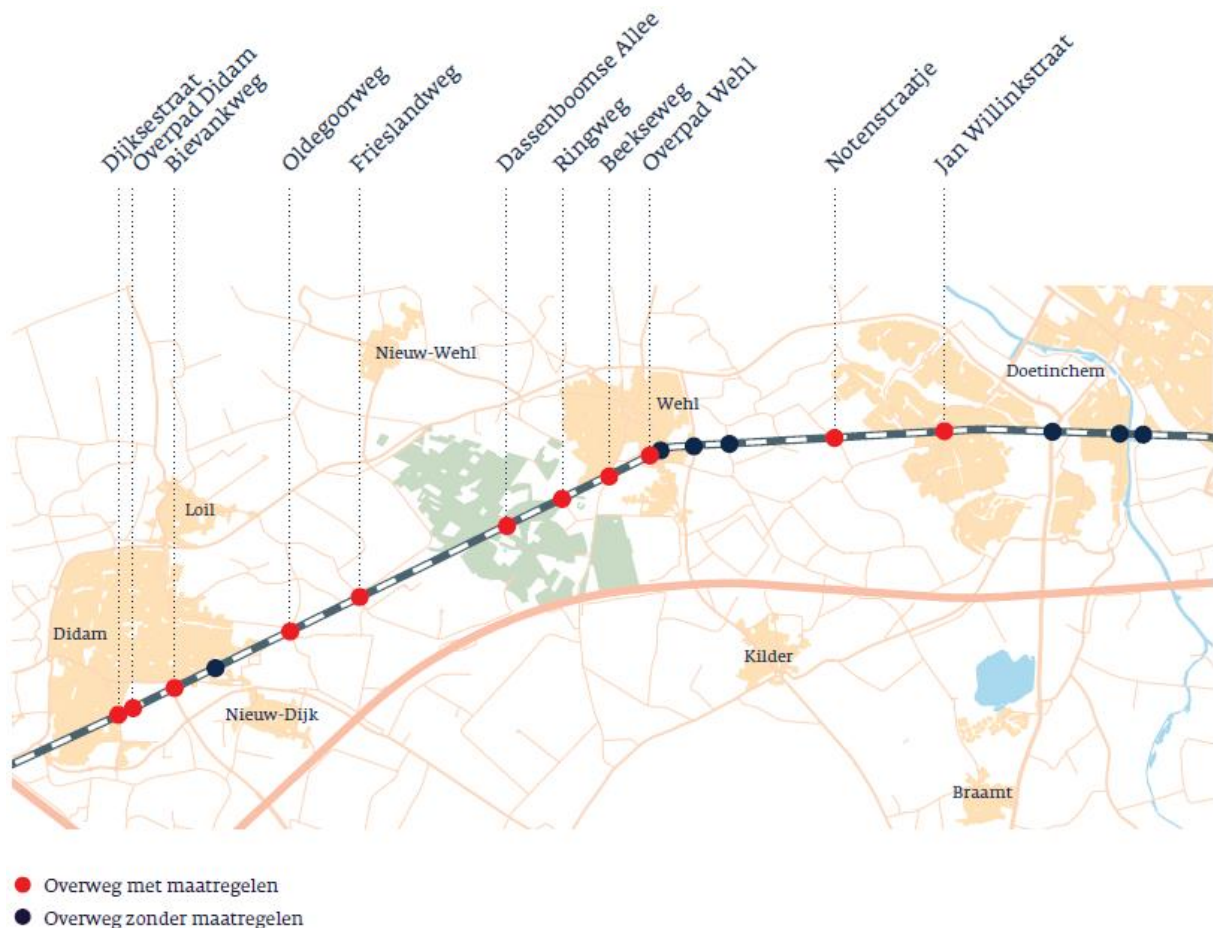 Dijksestraat
Overpad Didam
Bievankweg
Oldegoorweg
Frieslandweg
Dassenboomse Allee
Ringweg
Beekseweg
Overpad Wehl
Notenstraatje
Jan Willinkstraat
Nieuw-Wehl
Doetinchem
Wehl
Loil
Didam
Kilder
Nieuw-Dijk
Braamt
Overweg met maatregelen
Overweg zonder maatregelen